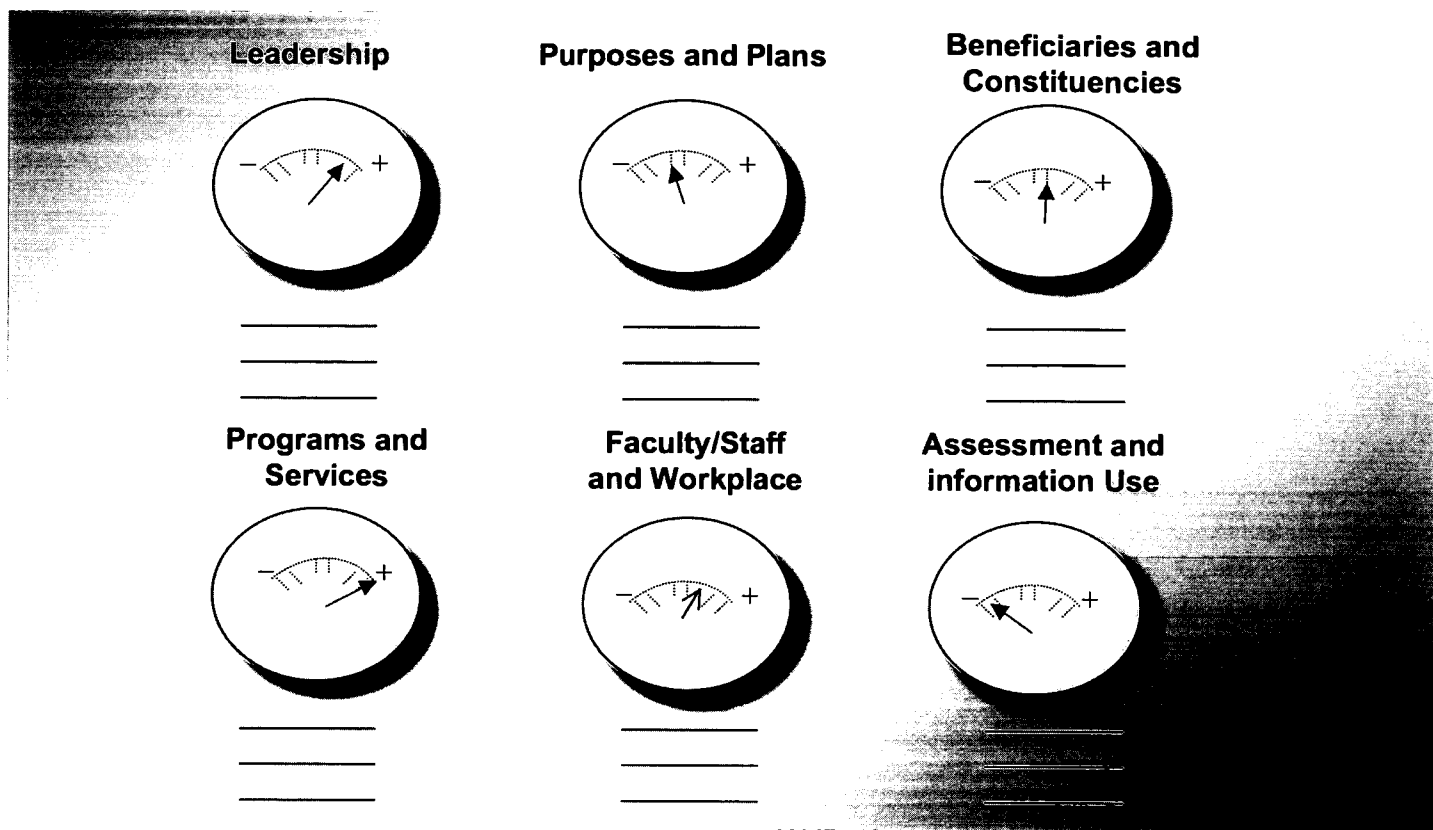 Leadership
Purposes and Plans
Beneficiaries and
Constituencies
− +
− +
− +
Programs and
Services
Faculty/Staff
and Workplace
Assessment and
information Use
− +
− +
− +